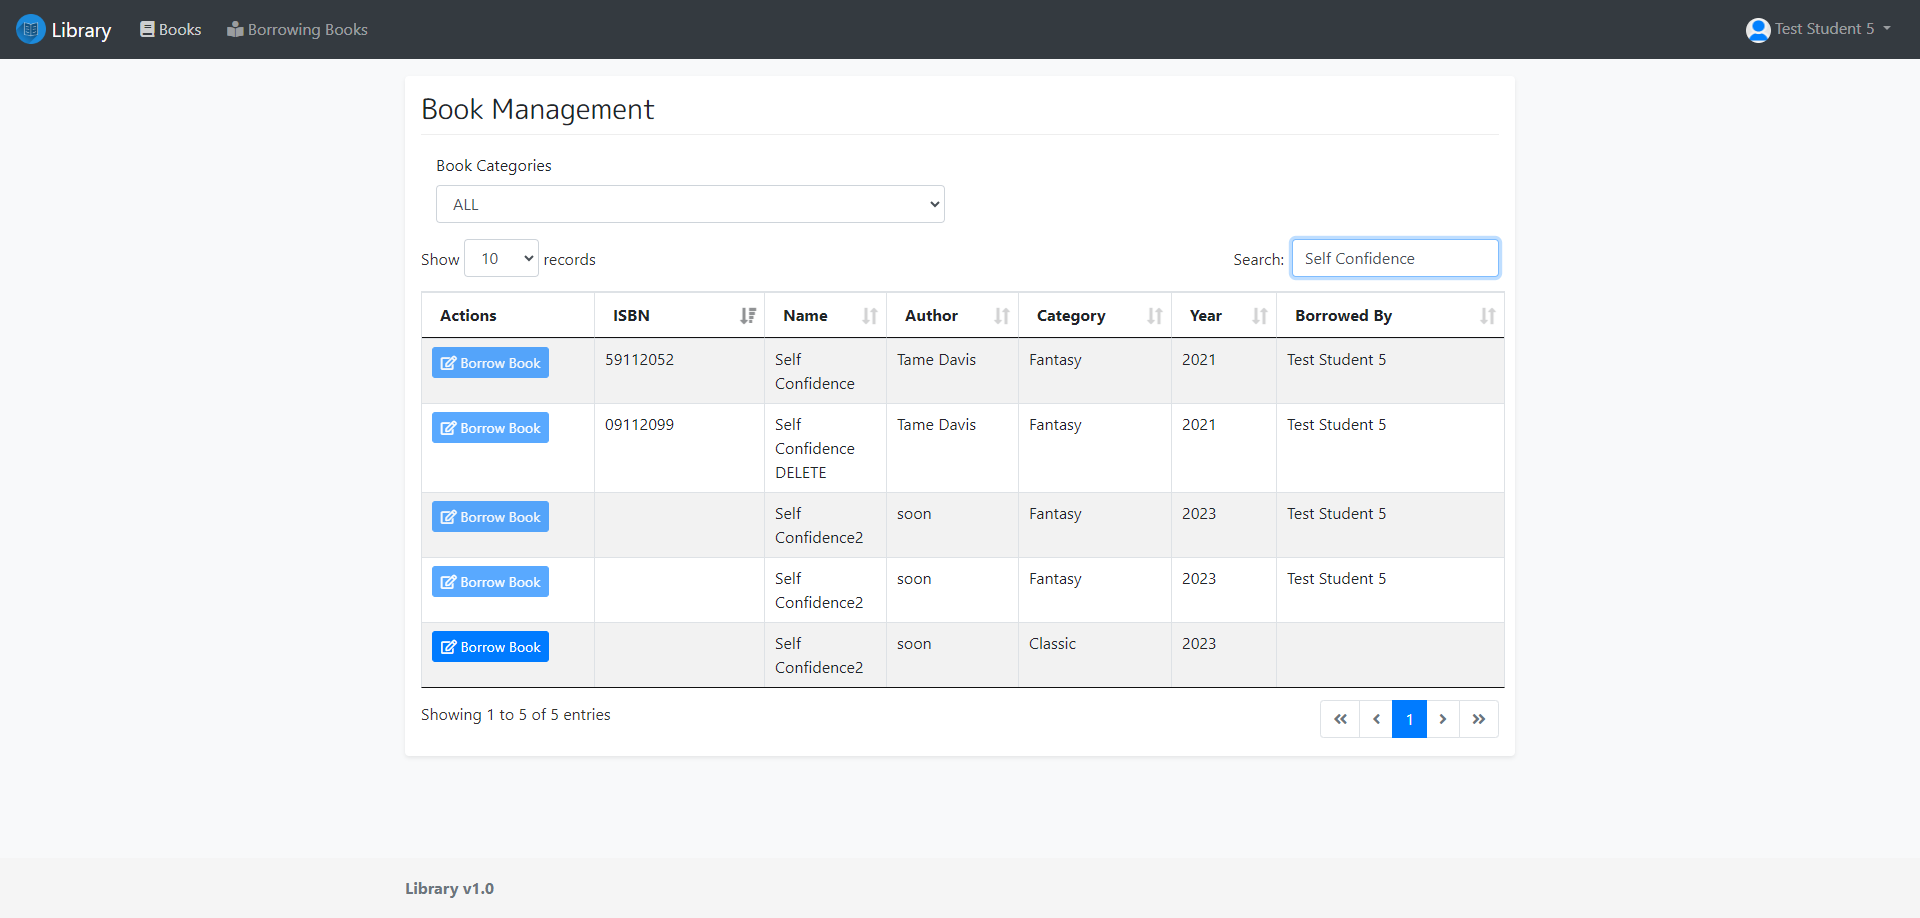 Library Books Borrowing Books Test Student 5
Book Management
Book Categories
ALL
Show 10 records Search: Self Confidence
Actions ISBN Name Author Category Year Borrowed By
Borrow Book 59112052 Self Tame Davis Fantasy 2021 Test Student 5
Confidence
Borrow Book 09112099 Self Tame Davis Fantasy 2021 Test Student 5
Confidence
DELETE
Borrow Book Self soon Fantasy 2023 Test Student 5
Confidence2
Borrow Book Self soon Fantasy 2023 Test Student 5
Confidence2
Borrow Book Self soon Classic 2023
Confidence2
Showing 1 to 5 of 5 entries « ‹ 1 › »
Library v1.0